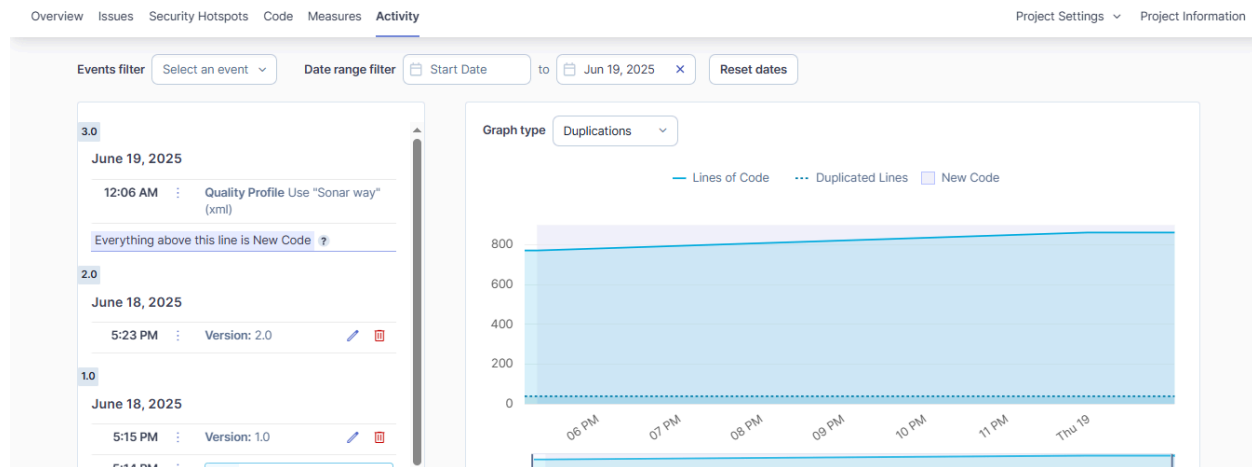 Overview Issues Security Hotspots Code Measures Activity Project Settings Project Information
Events filter Select an event Date range filter Start Date to Jun 19, 2025 Reset dates
3.0
June 19, 2025
12:06 AM Quality Profile Use "Sonar way"
(xml)
Everything above this line is New Code ?
2.0
June 18, 2025
5:23 PM Version: 2.0
1.0
June 18, 2025
5:15 PM Version: 1.0
Graph type Duplications
Lines of Code Duplicated Lines New Code
800
600
400
200
0
06 PM 07 PM 08 PM 09 PM 10 PM 11 PM Thu 19